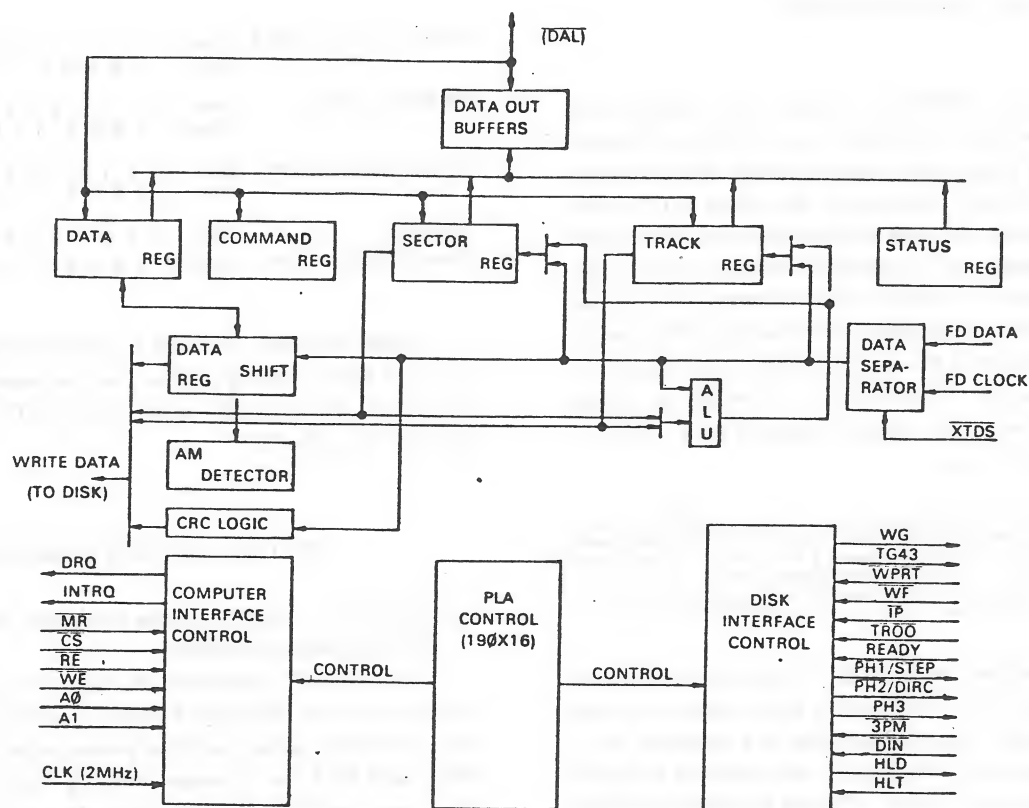 (DAL)
DATA OUT
BUFFERS
DATA
REG
COMMAND
REG
SECTOR
REG
TRACK
REG
STATUS
REG
DATA
SHIFT
REG
DATA
SEPA-
RATOR
FD DATA
FD CLOCK
XTDS
A
L
U
AM
DETECTOR
WRITE DATA
(TO DISK)
CRC LOGIC
DRQ
INTRQ
MR
CS
RE
WE
AØ
A1
CLK (2MHz)
COMPUTER
INTERFACE
CONTROL
CONTROL
PLA
CONTROL
(19ØX16)
CONTROL
DISK
INTERFACE
CONTROL
WG
TG43
WPRT
WF
IP
TROO
READY
PH1/STEP
PH2/DIRC
PH3
3PM
DIN
HLD
HLT